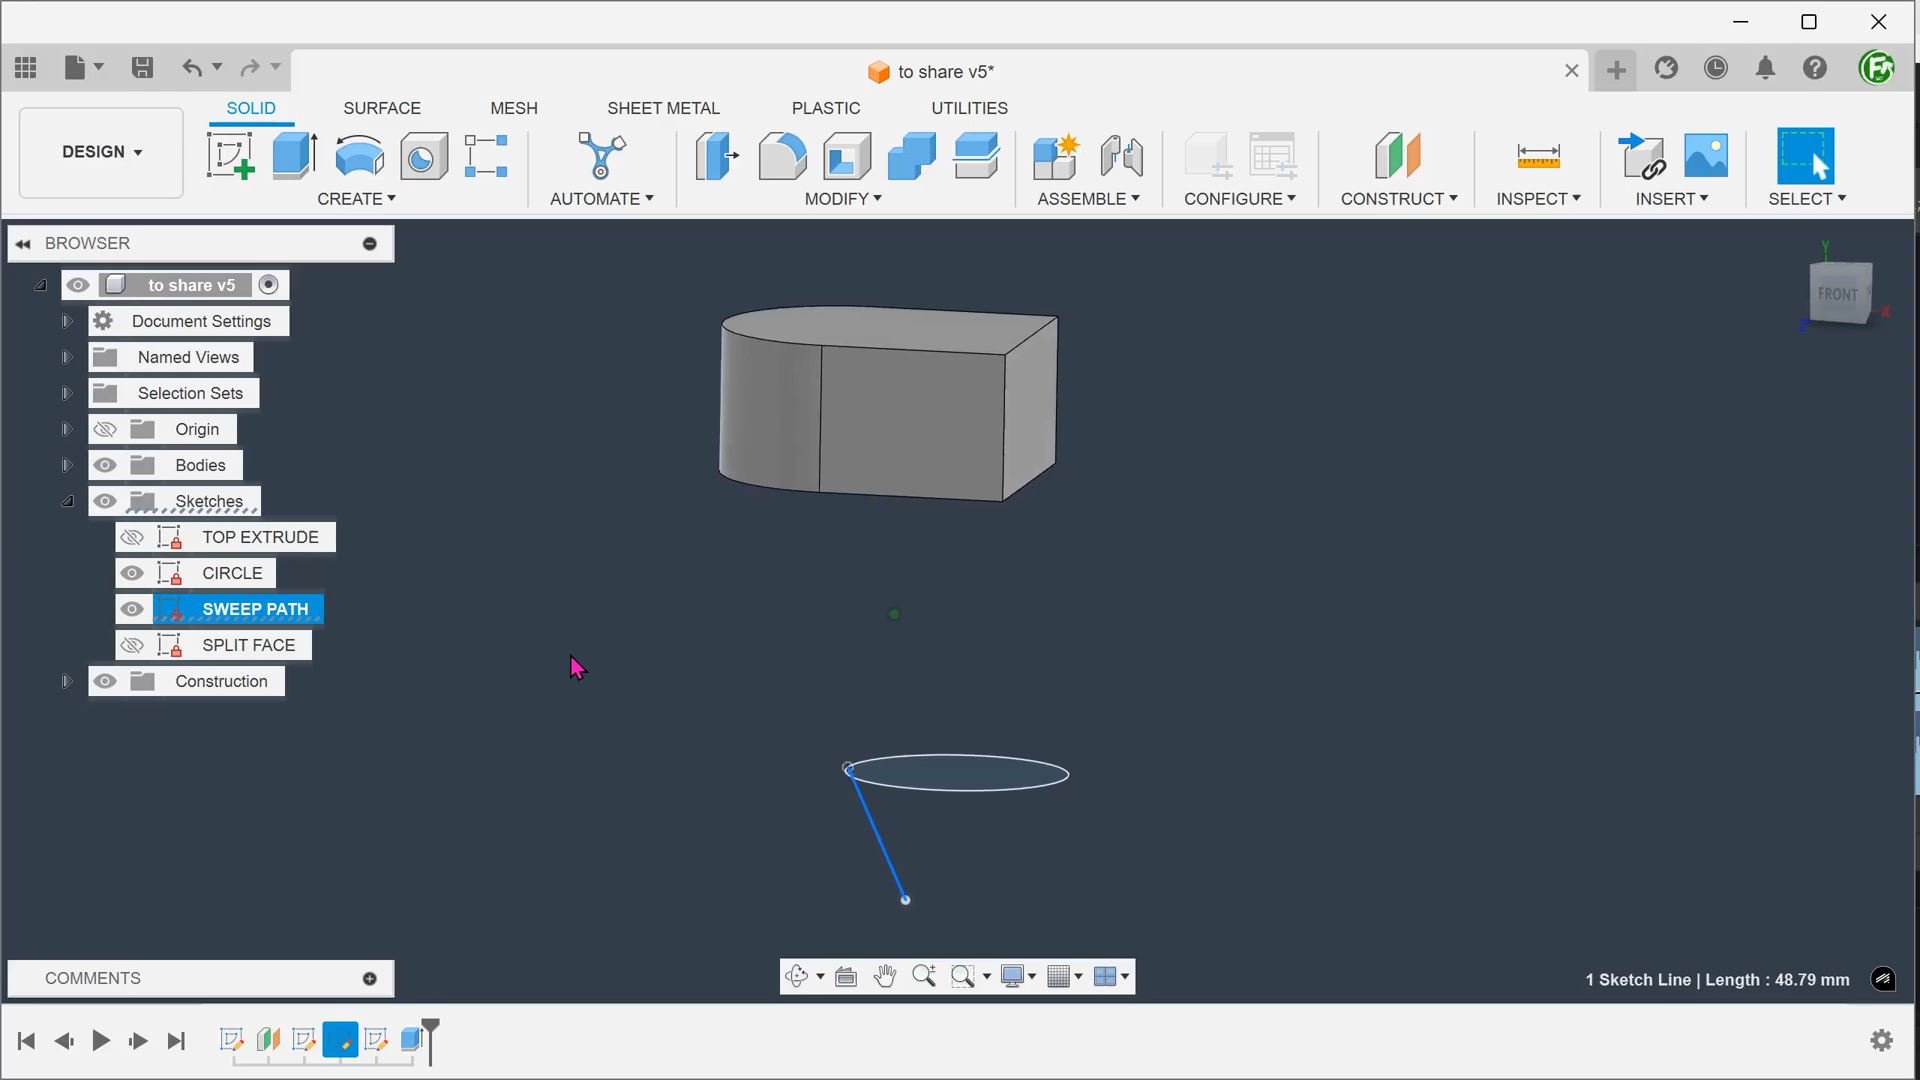 to share v5*
SOLID SURFACE MESH SHEET METAL PLASTIC UTILITIES
DESIGN
CREATE AUTOMATE MODIFY ASSEMBLE CONFIGURE CONSTRUCT INSPECT INSERT SELECT
BROWSER
to share v5
Document Settings
Named Views
Selection Sets
Origin
Bodies
Sketches
TOP EXTRUDE
CIRCLE
SWEEP PATH
SPLIT FACE
Construction
Y
FRONT
X
Z
COMMENTS
1 Sketch Line | Length : 48.79 mm